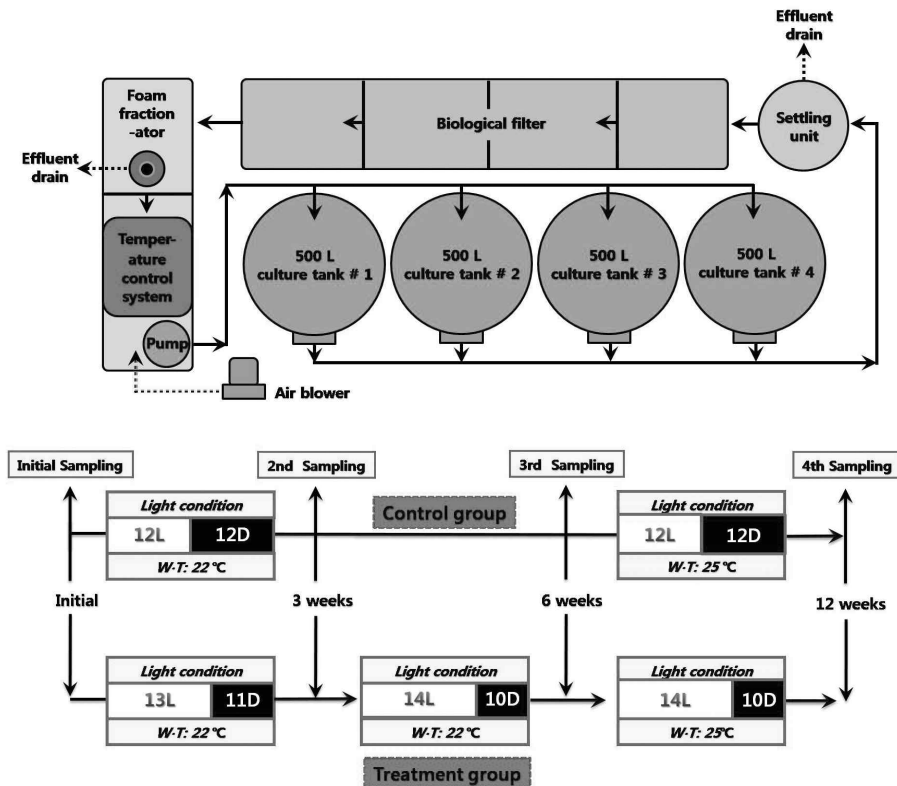 Effluent
drain
Foam
fraction
-ator
Biological filter
Settling
unit
Effluent
drain
Temper-
ature
control
system
500 L
culture tank # 1
500 L
culture tank # 2
500 L
culture tank # 3
500 L
culture tank # 4
Pump
Air blower
Initial Sampling
2nd Sampling
3rd Sampling
4th Sampling
Light condition
12L
12D
W·T: 22℃
Control group
Light condition
12L
12D
W·T: 25℃
Initial
3 weeks
6 weeks
12 weeks
Light condition
13L
11D
W·T: 22℃
Light condition
14L
10D
W·T: 22℃
Light condition
14L
10D
W·T: 25℃
Treatment group